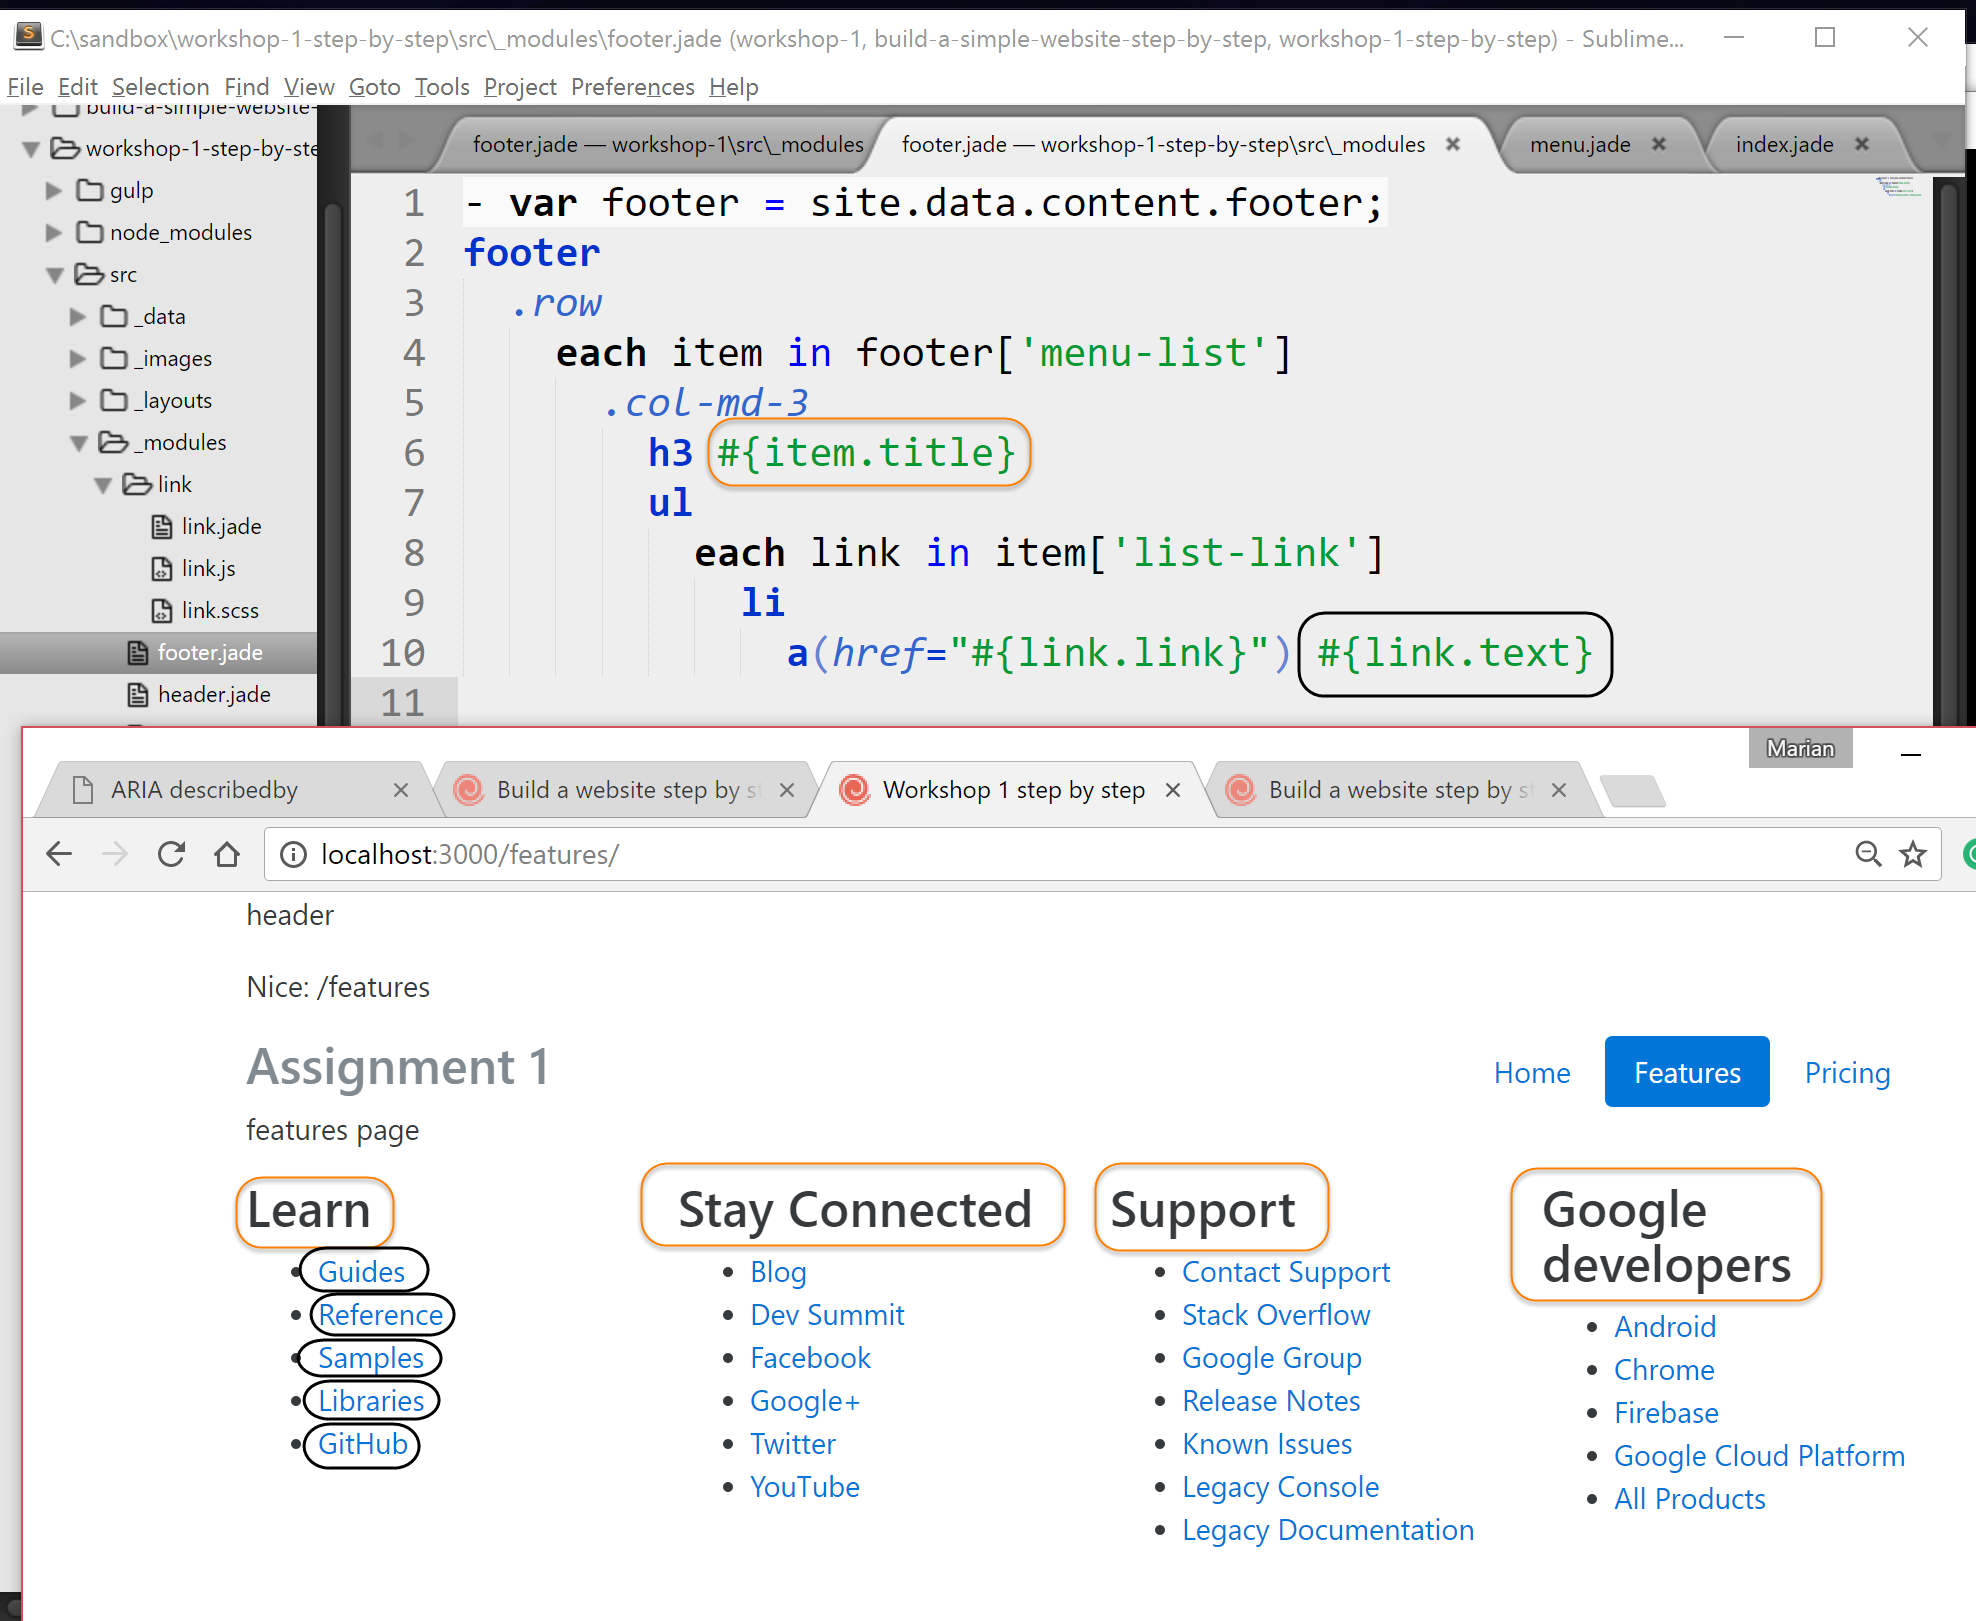 C:\sandbox\workshop-1-step-by-step\src\_modules\footer.jade (workshop-1, build-a-simple-website-step-by-step, workshop-1-step-by-step) - Sublime...
File Edit Selection Find View Goto Tools Project Preferences Help
build-a-simple-website-
workshop-1-step-by-ste
gulp
node_modules
src
_data
_images
_layouts
_modules
link
link.jade
link.js
link.scss
footer.jade
header.jade
footer.jade — workshop-1\src\_modules
footer.jade — workshop-1-step-by-step\src\_modules
menu.jade
index.jade
1 - var footer = site.data.content.footer;
2 footer
3 .row
4 each item in footer['menu-list']
5 .col-md-3
6 h3 #{item.title}
7 ul
8 each link in item['list-link']
9 li
10 a(href="#{link.link}") #{link.text}
11
Marian
ARIA describedby
Build a website step by st
Workshop 1 step by step
Build a website step by st
localhost:3000/features/
header
Nice: /features
Assignment 1
Home Features Pricing
features page
Learn
Guides
Reference
Samples
Libraries
GitHub
Stay Connected
Blog
Dev Summit
Facebook
Google+
Twitter
YouTube
Support
Contact Support
Stack Overflow
Google Group
Release Notes
Known Issues
Legacy Console
Legacy Documentation
Google
developers
Android
Chrome
Firebase
Google Cloud Platform
All Products